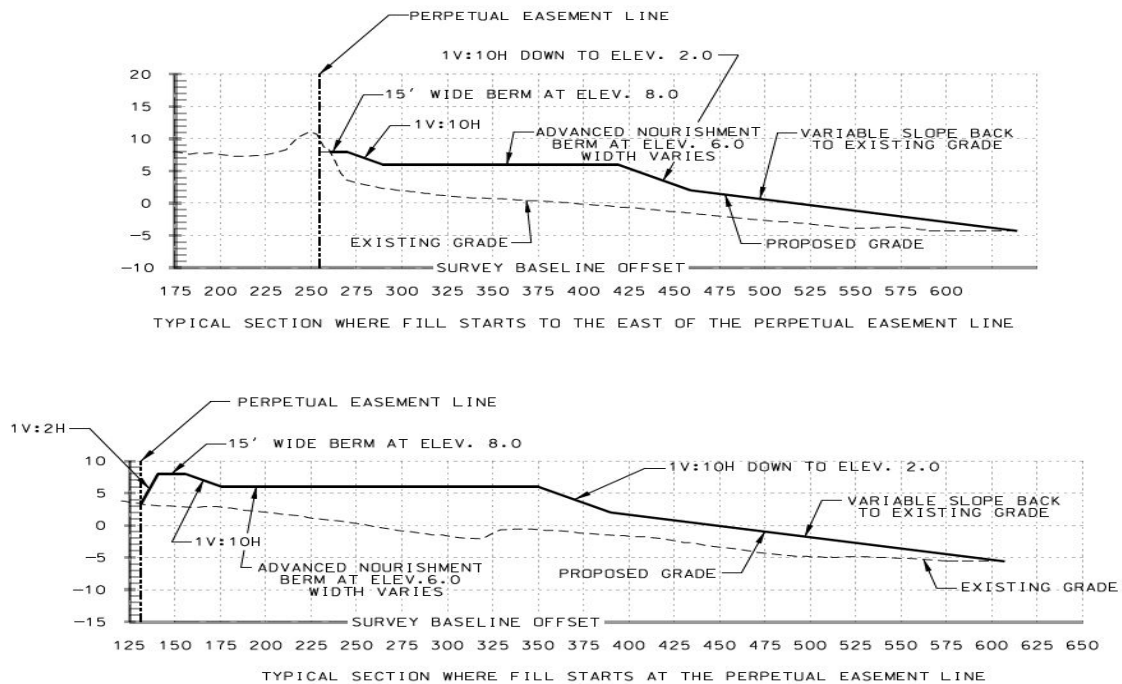 PERPETUAL EASEMENT LINE
1V:10H DOWN TO ELEV. 2.0
20
15' WIDE BERM AT ELEV. 8.0
15
1V:10H
ADVANCED NOURISHMENT
BERM AT ELEV. 6.0
WIDTH VARIES
VARIABLE SLOPE BACK
TO EXISTING GRADE
10
5
0
EXISTING GRADE
PROPOSED GRADE
-5
-10
SURVEY BASELINE OFFSET
175 200 225 250 275 300 325 350 375 400 425 450 475 500 525 550 575 600
TYPICAL SECTION WHERE FILL STARTS TO THE EAST OF THE PERPETUAL EASEMENT LINE
PERPETUAL EASEMENT LINE
1V:2H
15' WIDE BERM AT ELEV. 8.0
10
1V:10H DOWN TO ELEV. 2.0
5
VARIABLE SLOPE BACK
TO EXISTING GRADE
0
1V:10H
ADVANCED NOURISHMENT
BERM AT ELEV.6.0
WIDTH VARIES
PROPOSED GRADE
-5
EXISTING GRADE
-10
-15
SURVEY BASELINE OFFSET
125 150 175 200 225 250 275 300 325 350 375 400 425 450 475 500 525 550 575 600 625 650
TYPICAL SECTION WHERE FILL STARTS AT THE PERPETUAL EASEMENT LINE